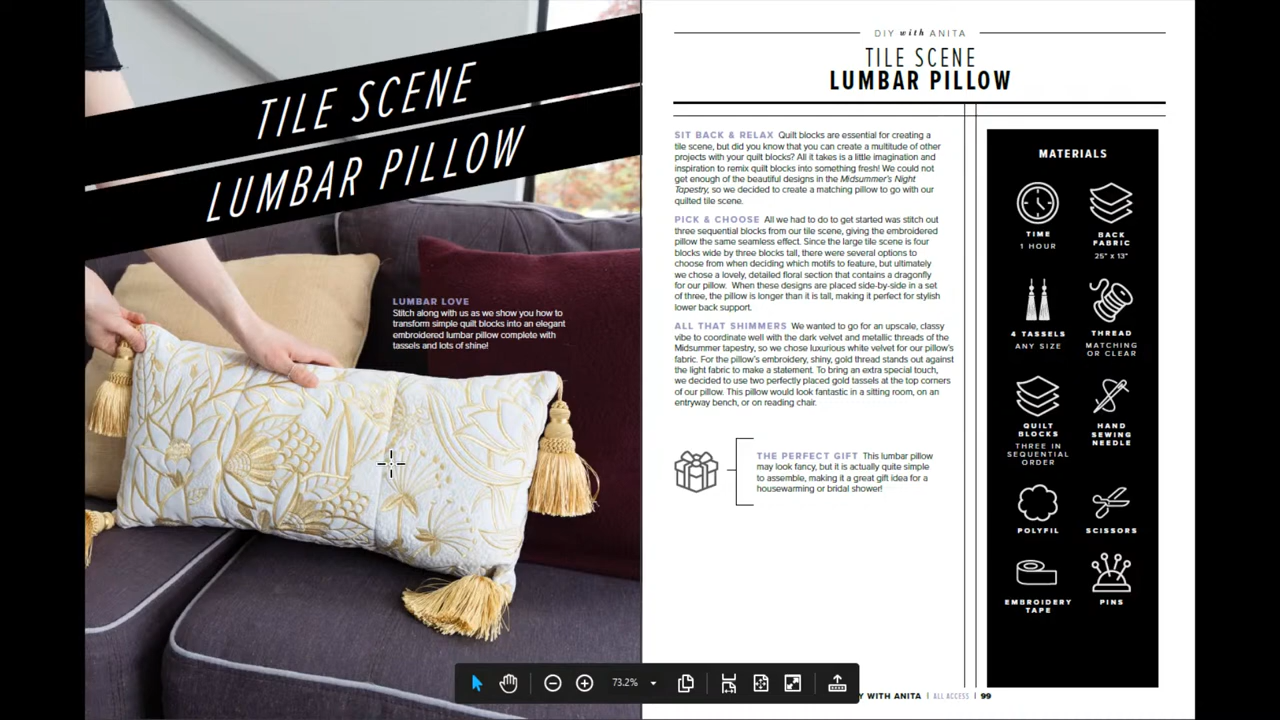 TILE SCENE
LUMBAR PILLOW
LUMBAR LOVE
Stitch along with us as we show you how to
transform simple quilt blocks into an elegant
embroidered lumbar pillow complete with
tassels and lots of shine!
DIY with ANITA
TILE SCENE
LUMBAR PILLOW
SIT BACK & RELAX Quilt blocks are essential for creating a
tile scene, but did you know that you can create a multitude of other
projects with your quilt blocks? All it takes is a little imagination and
inspiration to remix quilt blocks into something fresh! We could not
get enough of the beautiful designs in the Midsummer's Night
Tapestry, so we decided to create a matching pillow to go with our
quilted tile scene.
PICK & CHOOSE All we had to do to get started was stitch out
three sequential blocks from our tile scene, giving the embroidered
pillow the same seamless effect. Since the large tile scene is four
blocks wide by three blocks tall, there were several options to
choose from when deciding which motifs to feature, but ultimately
we chose a lovely, detailed floral section that contains a dragonfly
for our pillow. When these designs are placed side-by-side in a set
of three, the pillow is longer than it is tall, making it perfect for stylish
lower back support.
ALL THAT SHIMMERS We wanted to go for an upscale, classy
vibe to coordinate well with the dark velvet and metallic threads of the
Midsummer tapestry, so we chose luxurious white velvet for our pillow's
fabric. For the pillow's embroidery, shiny, gold thread stands out against
the light fabric to make a statement. To bring an extra special touch,
we decided to use two perfectly placed gold tassels at the top corners
of our pillow. This pillow would look fantastic in a sitting room, on an
entryway bench, or on reading chair.
THE PERFECT GIFT This lumbar pillow
may look fancy, but it is actually quite simple
to assemble, making it a great gift idea for a
housewarming or bridal shower!
MATERIALS
TIME
1 HOUR
BACK
FABRIC
25" x 13"
4 TASSELS
ANY SIZE
THREAD
MATCHING
OR CLEAR
QUILT
BLOCKS
THREE IN
SEQUENTIAL
ORDER
HAND
SEWING
NEEDLE
POLYFIL
SCISSORS
EMBROIDERY
TAPE
PINS
73.2%
Y WITH ANITA | ALL ACCESS | 99